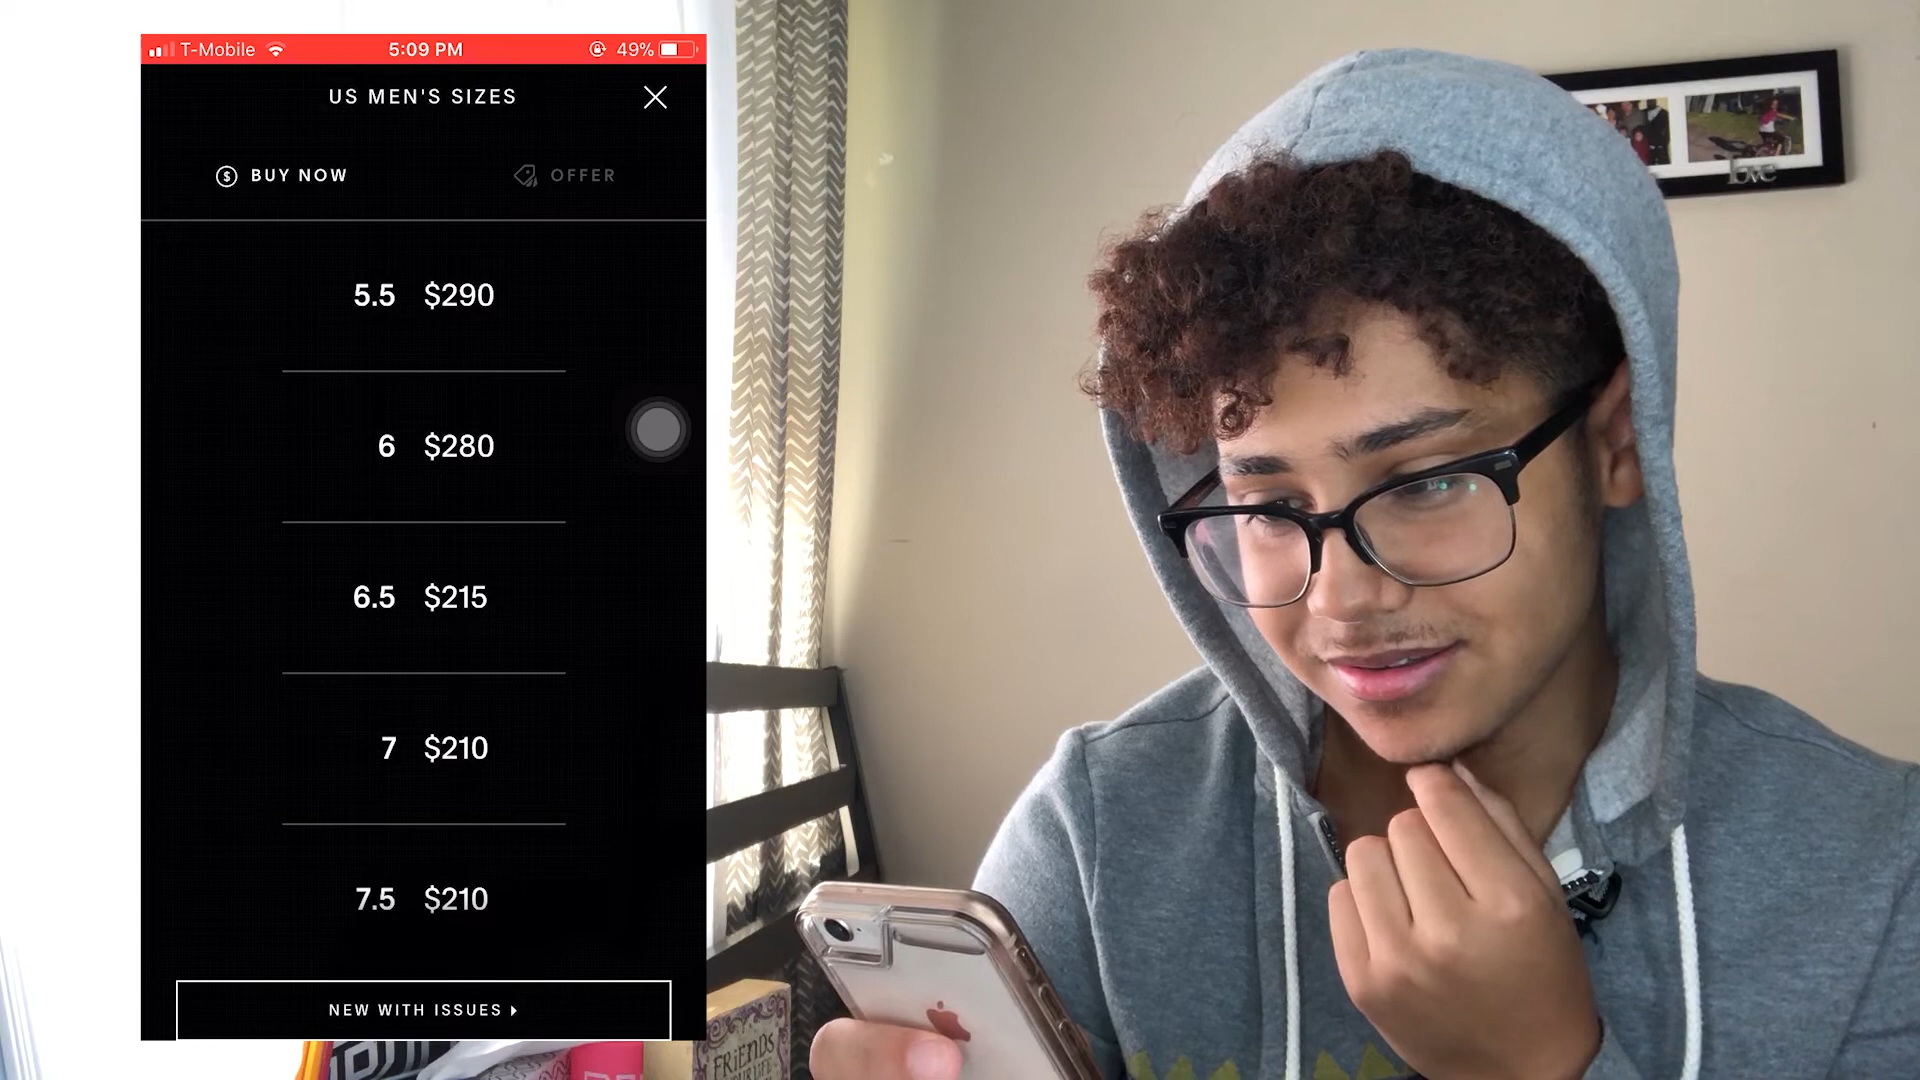 T-Mobile 5:09 PM 49%
US MEN'S SIZES
BUY NOW OFFER
5.5 $290
6 $280
6.5 $215
7 $210
7.5 $210
NEW WITH ISSUES
love
FRIENDS